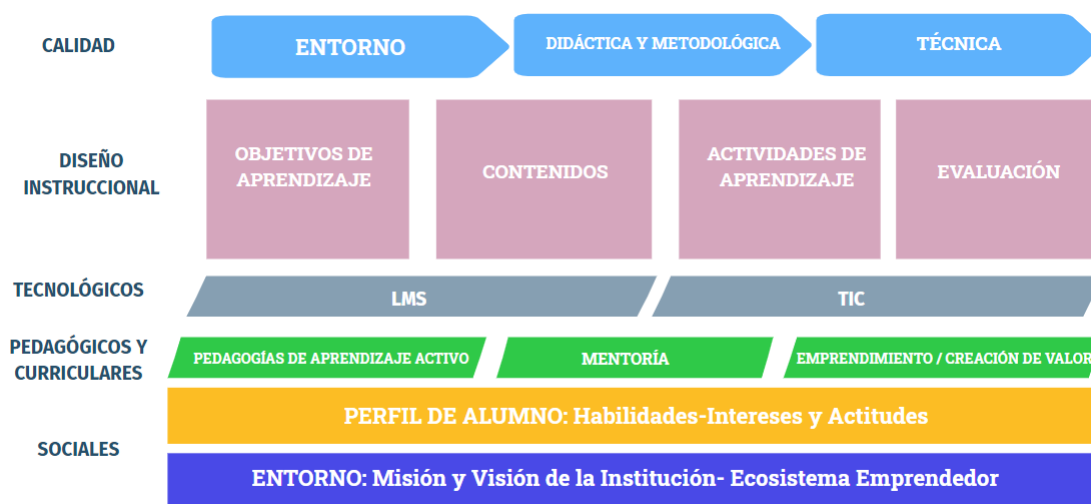 CALIDAD
ENTORNO
DIDÁCTICA Y METODOLÓGICA
TÉCNICA
DISEÑO
INSTRUCCIONAL
OBJETIVOS DE
APRENDIZAJE
CONTENIDOS
ACTIVIDADES DE
APRENDIZAJE
EVALUACIÓN
TECNOLÓGICOS
LMS
TIC
PEDAGÓGICOS Y
CURRICULARES
PEDAGOGÍAS DE APRENDIZAJE ACTIVO
MENTORÍA
EMPRENDIMIENTO / CREACIÓN DE VALOR
SOCIALES
PERFIL DE ALUMNO: Habilidades-Intereses y Actitudes
ENTORNO: Misión y Visión de la Institución- Ecosistema Emprendedor